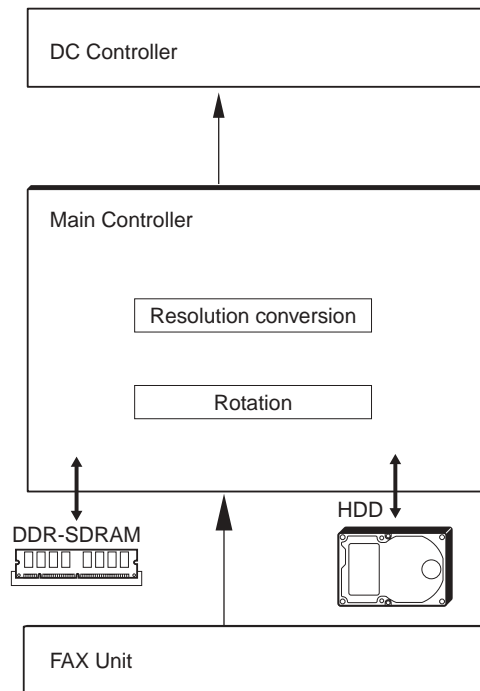 DC Controller
Main Controller
Resolution conversion
Rotation
DDR-SDRAM
HDD
FAX Unit